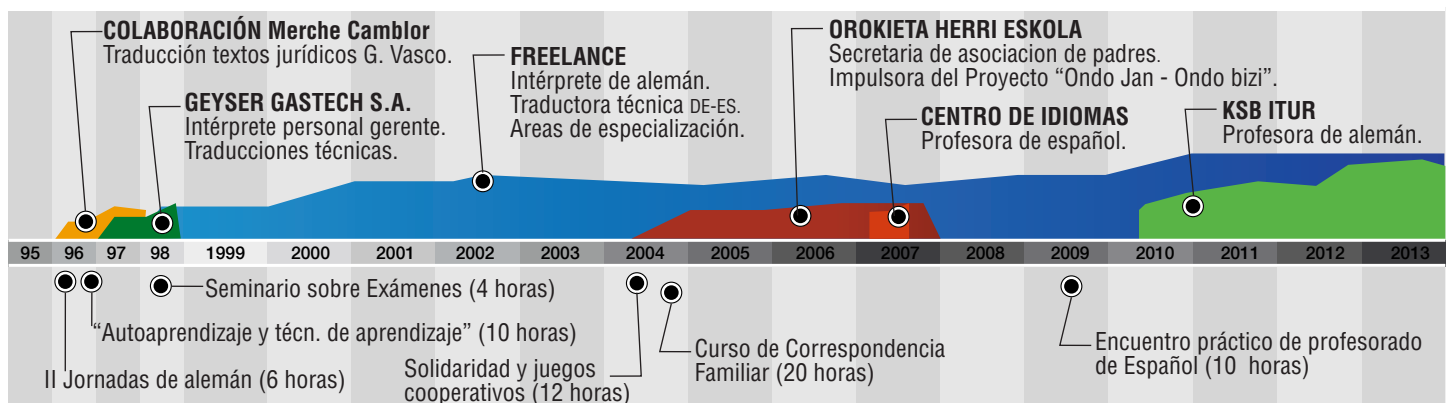 COLABORACIÓN Merche Camblor
Traducción textos jurídicos G. Vasco.
GEYSER GASTECH S.A.
Intérprete personal gerente.
Traducciones técnicas.
FREELANCE
Intérprete de alemán.
Traductora técnica DE-ES.
Areas de especialización.
OROKIETA HERRI ESKOLA
Secretaria de asociación de padres.
Impulsora del Proyecto “Ondo Jan - Ondo bizi”.
CENTRO DE IDIOMAS
Profesora de español.
KSB ITUR
Profesora de alemán.
95 96 97 98 1999 2000 2001 2002 2003 2004 2005 2006 2007 2008 2009 2010 2011 2012 2013
Seminario sobre Exámenes (4 horas)
“Autoaprendizaje y técn. de aprendizaje” (10 horas)
II Jornadas de alemán (6 horas)
Solidaridad y juegos
cooperativos (12 horas)
Curso de Correspondencia
Familiar (20 horas)
Encuentro práctico de profesorado
de Español (10 horas)